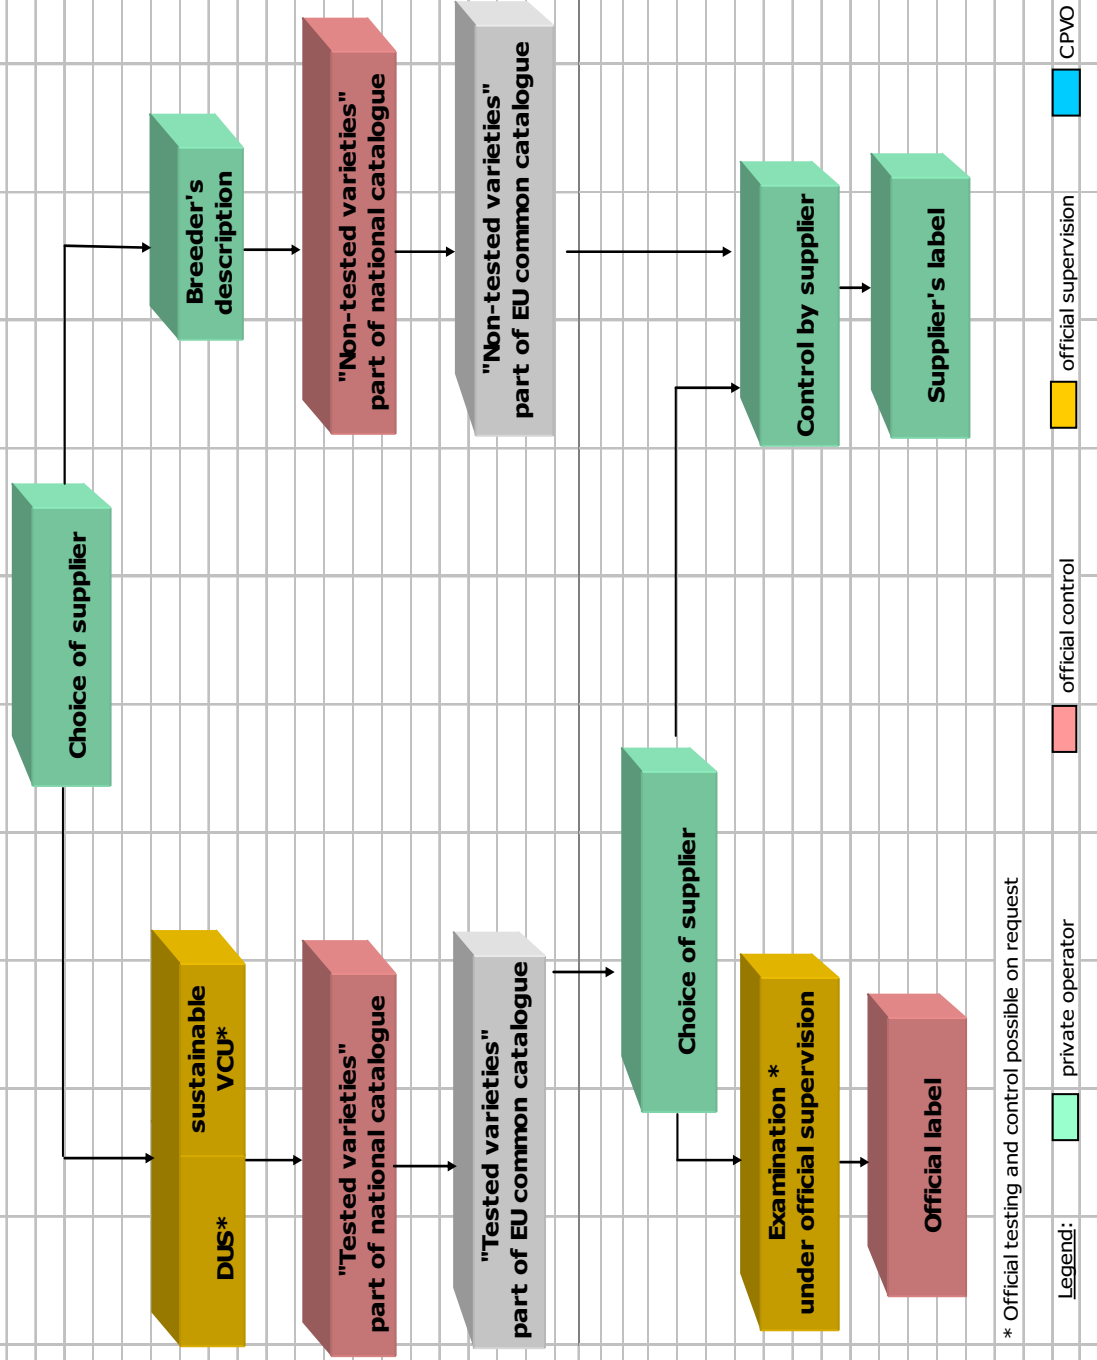 Choice of supplier
DUS*
sustainable
VCU*
Breeder's
description
"Tested varieties"
part of national catalogue
"Non-tested varieties"
part of national catalogue
"Tested varieties"
part of EU common catalogue
"Non-tested varieties"
part of EU common catalogue
Choice of supplier
Examination *
under official supervision
Control by supplier
Official label
Supplier's label
* Official testing and control possible on request
Legend:
private operator
official control
official supervision
CPVO